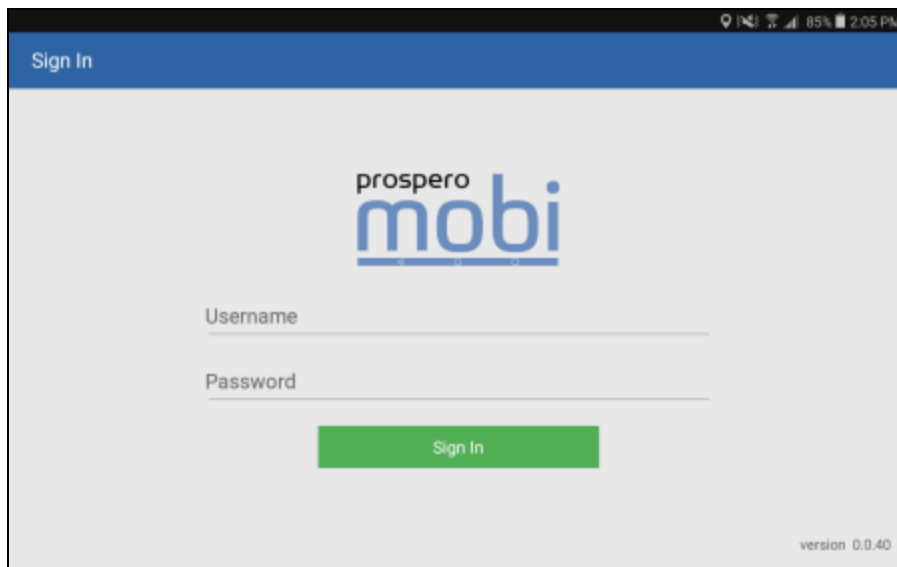 85% 2:05 PM
Sign In
prospero
mobi
Username
Password
Sign In
version 0.0.40